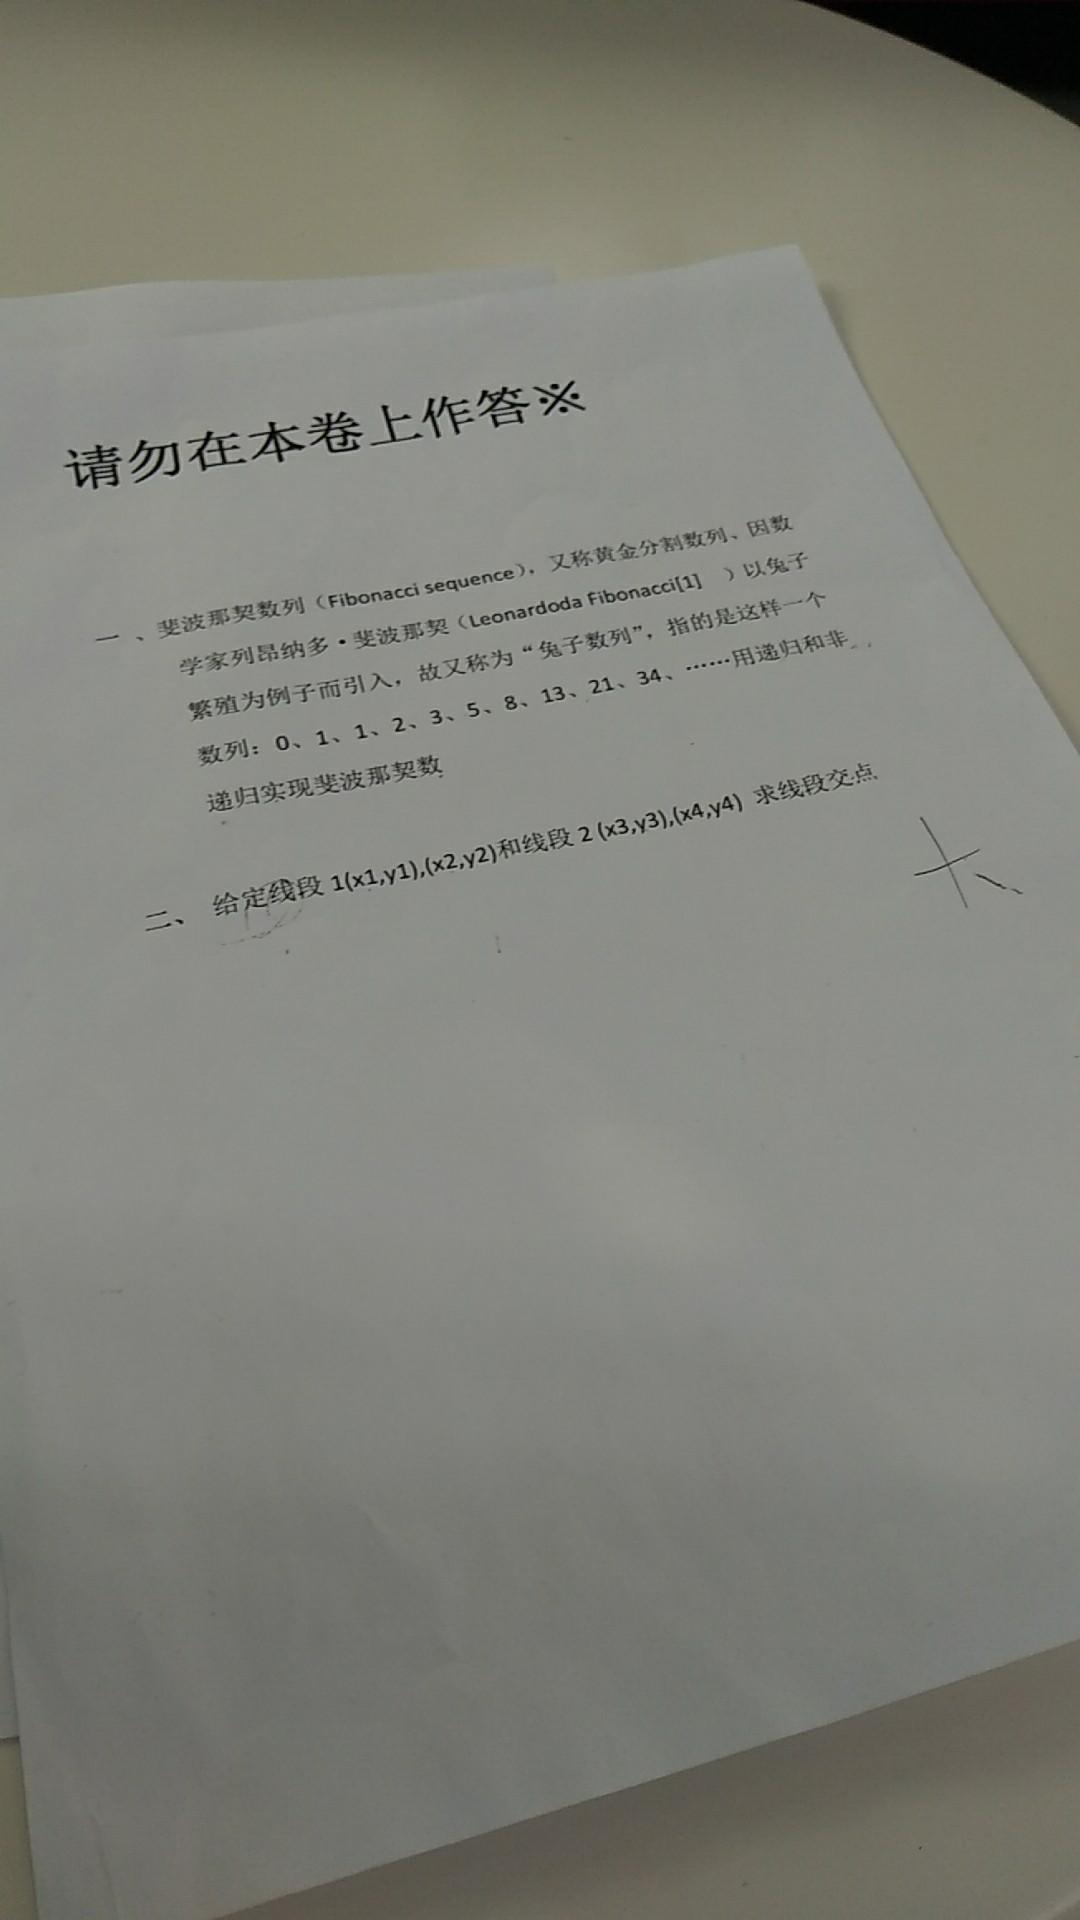 请勿在本卷上作答※
一 、斐波那契数列（Fibonacci sequence），又称黄金分割数列、因数
学家列昂纳多·斐波那契（Leonardoda Fibonacci[1] ）以兔子
繁殖为例子而引入，故又称为“兔子数列”，指的是这样一个
数列：0、1、1、2、3、5、8、13、21、34、……用递归和非
递归实现斐波那契数
二、 给定线段 1(x1,y1),(x2,y2)和线段 2 (x3,y3),(x4,y4) 求线段交点